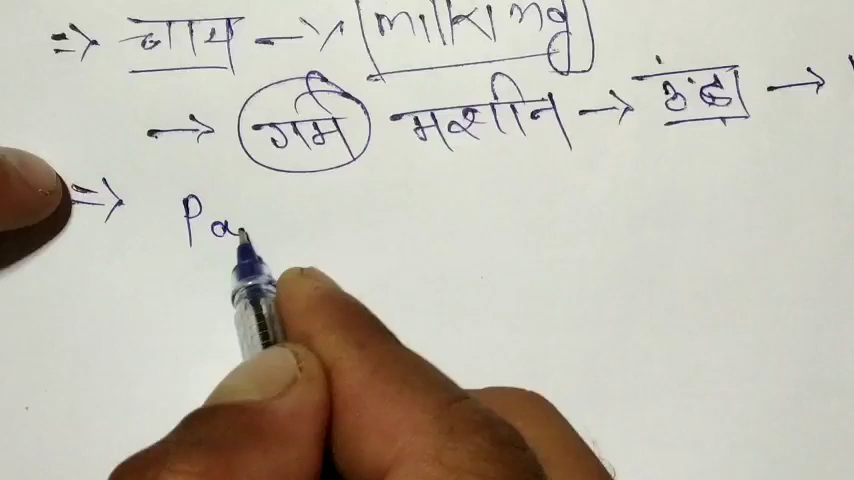 ⇒ गाय → milking
→ गर्म मशीन → ठंडा →
⇒ Pa